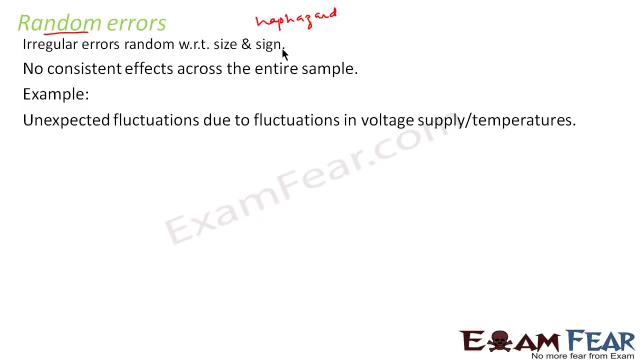 Random errors
haphazard
Irregular errors random w.r.t. size & sign.
No consistent effects across the entire sample.
Example:
Unexpected fluctuations due to fluctuations in voltage supply/temperatures.
ExamFear.com
EXAM FEAR
No more fear from Exam